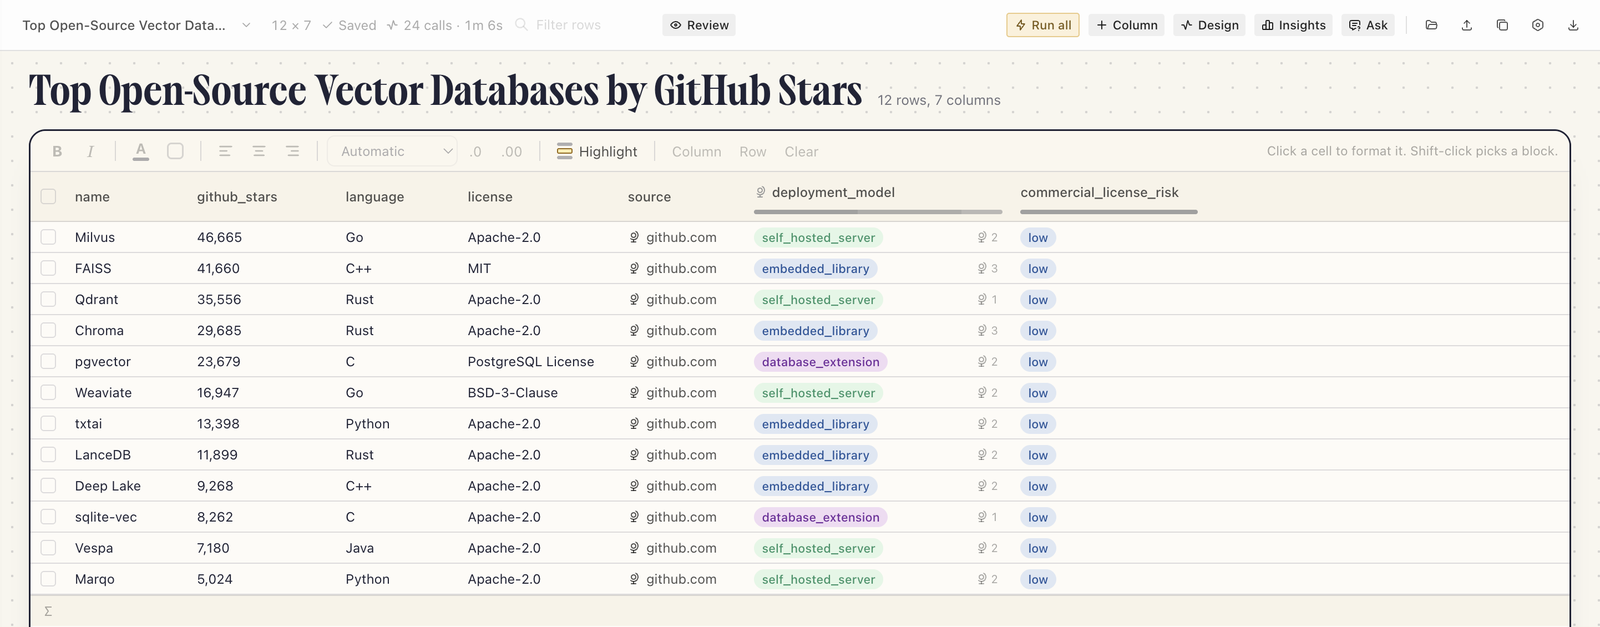 Top Open-Source Vector Data... 12 × 7 Saved 24 calls · 1m 6s Filter rows Review Run all Column Design Insights Ask
Top Open-Source Vector Databases by GitHub Stars 12 rows, 7 columns
B I A Automatic .0 .00 Highlight Column Row Clear Click a cell to format it. Shift-click picks a block.
name github_stars language license source deployment_model commercial_license_risk
Milvus 46,665 Go Apache-2.0 github.com self_hosted_server 2 low
FAISS 41,660 C++ MIT github.com embedded_library 3 low
Qdrant 35,556 Rust Apache-2.0 github.com self_hosted_server 1 low
Chroma 29,685 Rust Apache-2.0 github.com embedded_library 3 low
pgvector 23,679 C PostgreSQL License github.com database_extension 2 low
Weaviate 16,947 Go BSD-3-Clause github.com self_hosted_server 2 low
txtai 13,398 Python Apache-2.0 github.com embedded_library 2 low
LanceDB 11,899 Rust Apache-2.0 github.com embedded_library 2 low
Deep Lake 9,268 C++ Apache-2.0 github.com embedded_library 2 low
sqlite-vec 8,262 C Apache-2.0 github.com database_extension 1 low
Vespa 7,180 Java Apache-2.0 github.com self_hosted_server 2 low
Marqo 5,024 Python Apache-2.0 github.com self_hosted_server 2 low
Σ